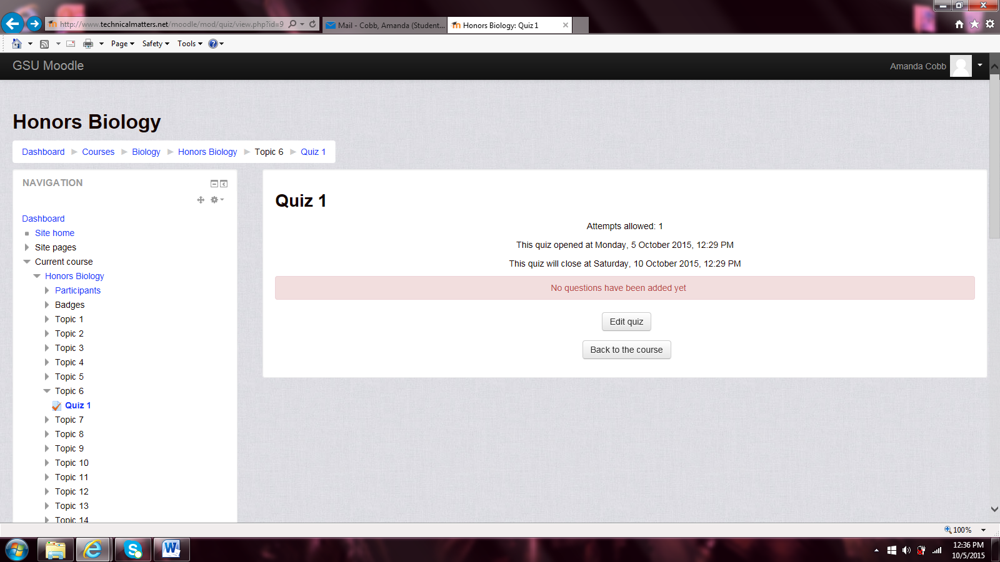 http://www.technicalmatters.net/moodle/mod/quiz/view.php?id=9
Mail - Cobb, Amanda (Student...
Honors Biology: Quiz 1
Page
Safety
Tools
GSU Moodle
Amanda Cobb
Honors Biology
Dashboard Courses Biology Honors Biology Topic 6 Quiz 1
NAVIGATION
Dashboard
Site home
Site pages
Current course
Honors Biology
Participants
Badges
Topic 1
Topic 2
Topic 3
Topic 4
Topic 5
Topic 6
Quiz 1
Topic 7
Topic 8
Topic 9
Topic 10
Topic 11
Topic 12
Topic 13
Topic 14
Quiz 1
Attempts allowed: 1
This quiz opened at Monday, 5 October 2015, 12:29 PM
This quiz will close at Saturday, 10 October 2015, 12:29 PM
No questions have been added yet
Edit quiz
Back to the course
100%
12:36 PM
10/5/2015